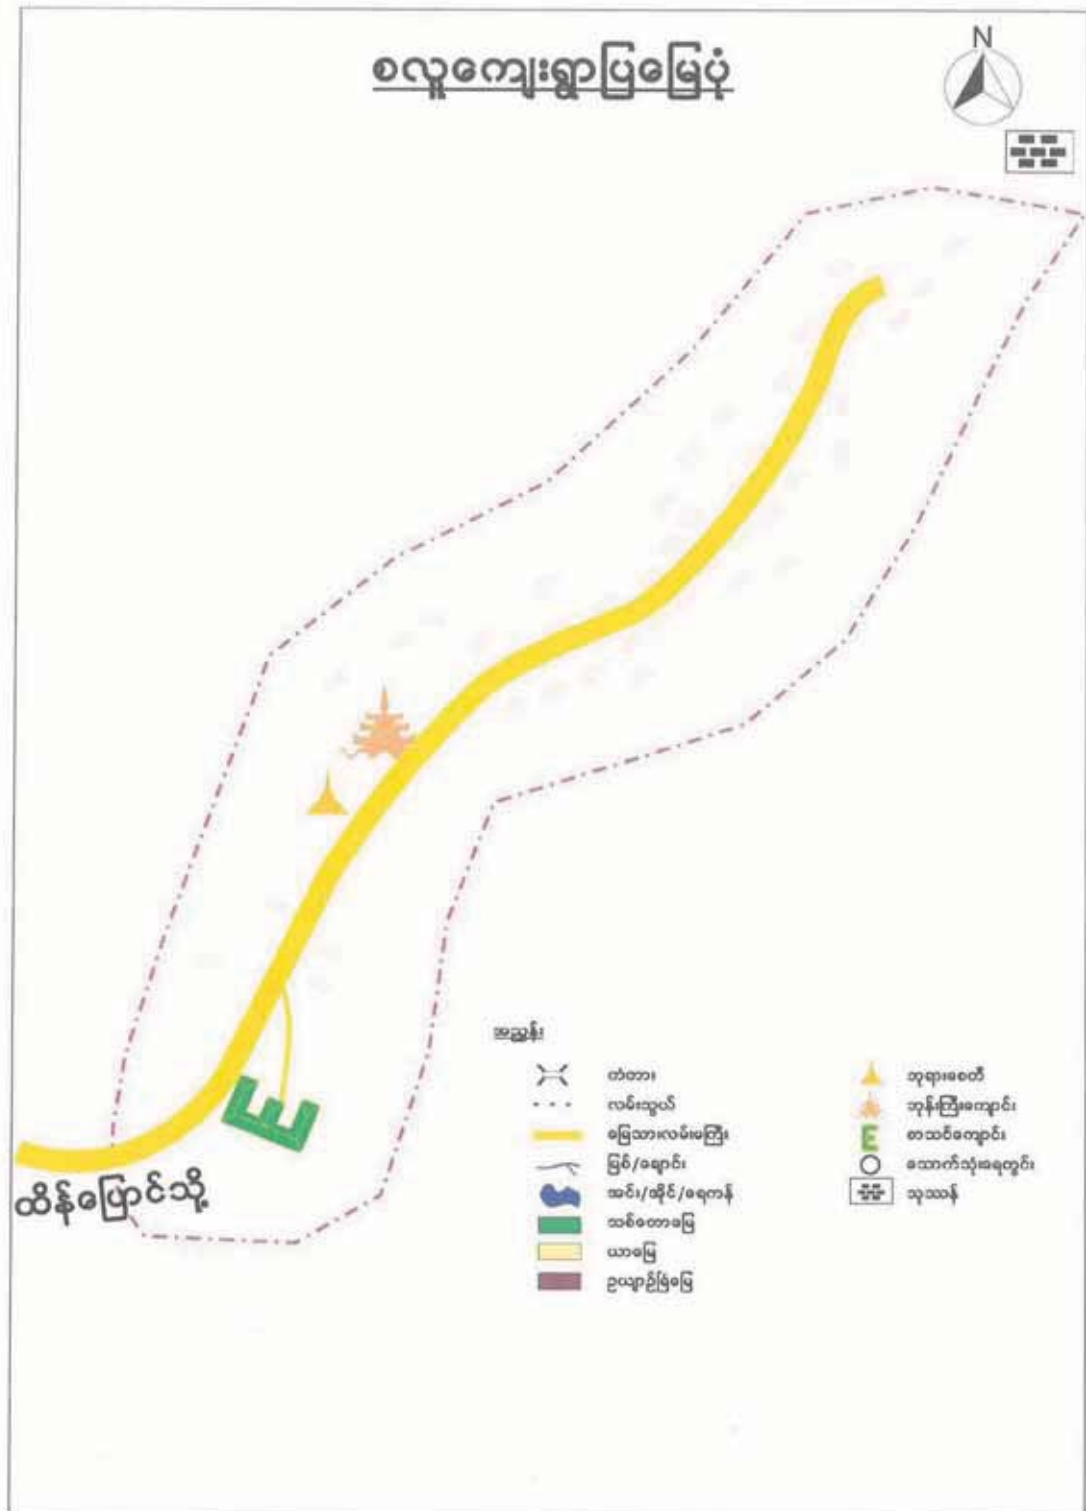 စလူကျေးရွာပြမြေပုံ
N
E
ထိန်ပြောင်သို့
အညွှန်း
တံတား
လမ်းသွယ်
မြေသားလမ်းမကြီး
မြစ်/ချောင်း
အင်း/အိုင်/ရေကန်
သစ်တောမြေ
ယာမြေ
ဥယျာဉ်ခြံမြေ
ဘုရားစေတီ
ဘုန်းကြီးကျောင်း
E စာသင်ကျောင်း
သောက်သုံးရေတွင်း
သုသာန်